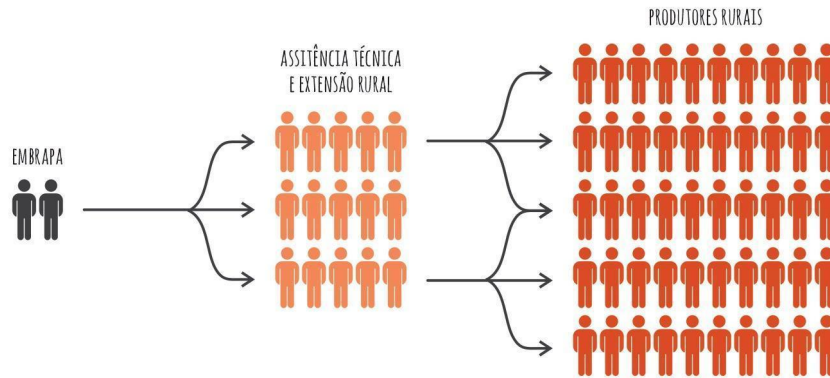 EMBRAPA
ASSITÊNCIA TÉCNICA
E EXTENSÃO RURAL
PRODUTORES RURAIS